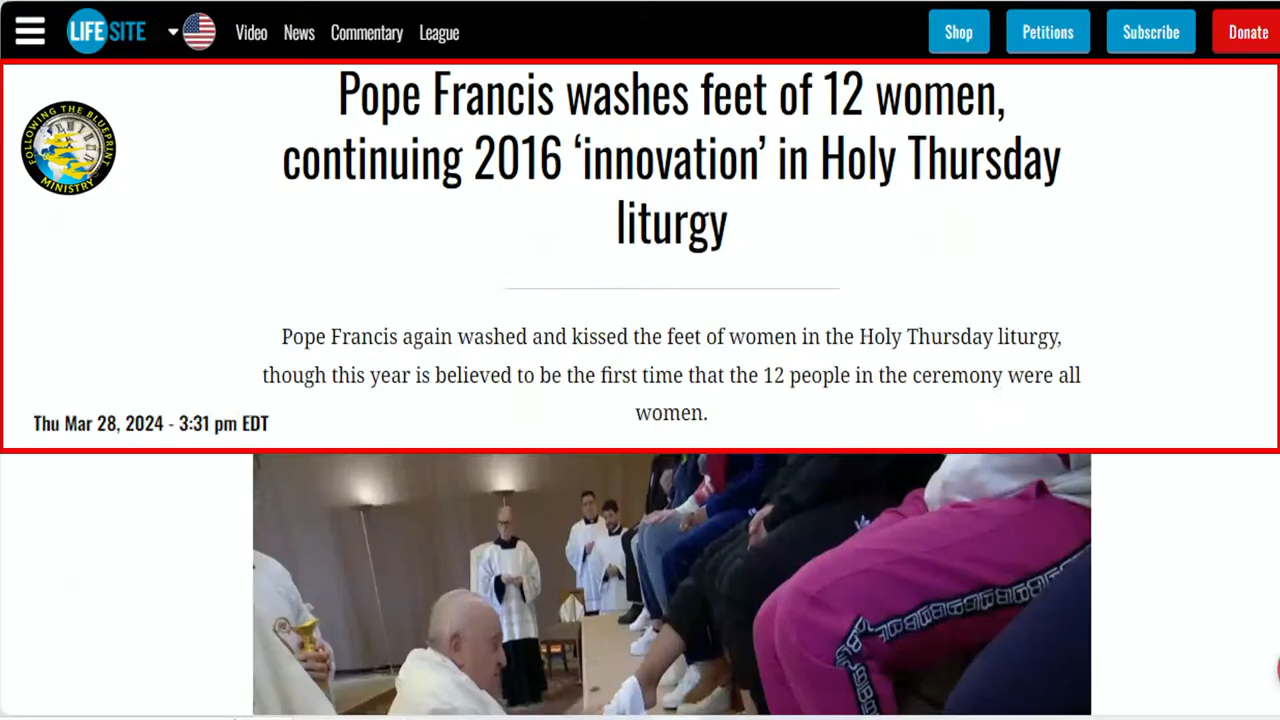 LIFE SITE
Video News Commentary League
Shop Petitions Subscribe Donate
Pope Francis washes feet of 12 women,
continuing 2016 ‘innovation’ in Holy Thursday
liturgy
FOLLOWING THE BLUEPRINT
MINISTRY
Pope Francis again washed and kissed the feet of women in the Holy Thursday liturgy,
though this year is believed to be the first time that the 12 people in the ceremony were all
women.
Thu Mar 28, 2024 - 3:31 pm EDT